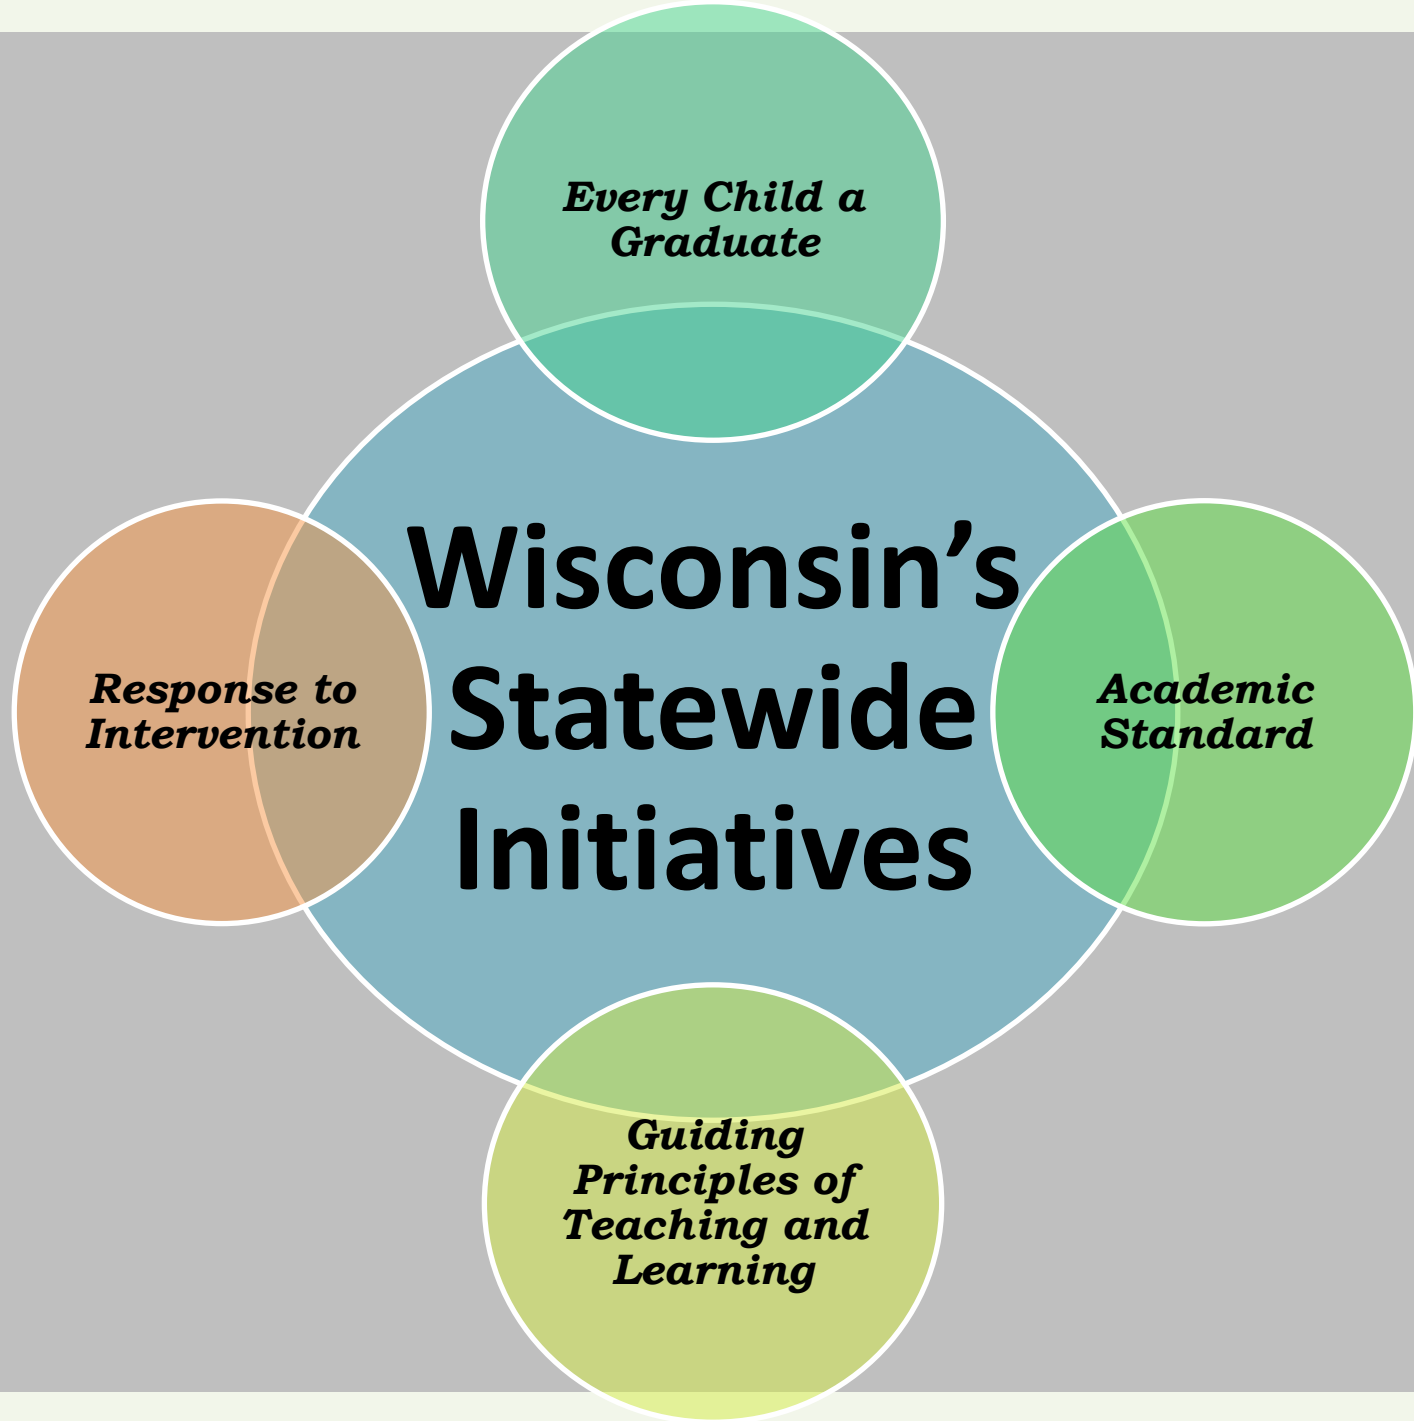 Every Child a
Graduate
Wisconsin’s
Statewide
Initiatives
Response to
Intervention
Academic
Standard
Guiding
Principles of
Teaching and
Learning